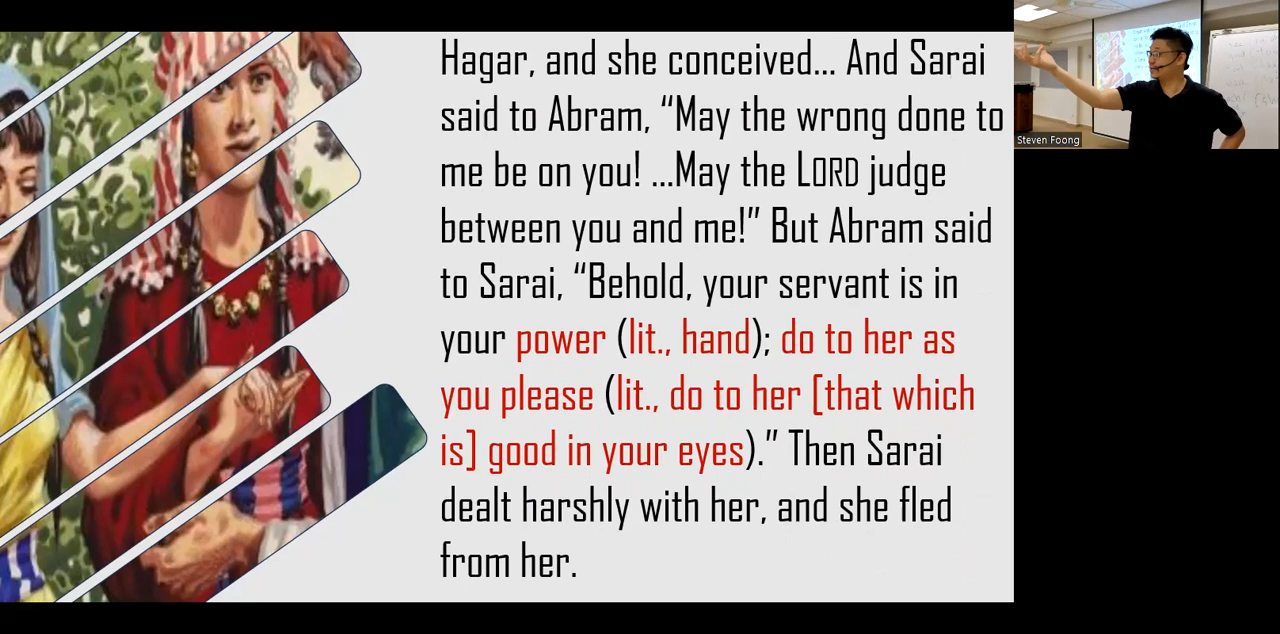 Hagar, and she conceived... And Sarai
said to Abram, “May the wrong done to
me be on you! ...May the LORD judge
between you and me!” But Abram said
to Sarai, “Behold, your servant is in
your power (lit., hand); do to her as
you please (lit., do to her [that which
is] good in your eyes).” Then Sarai
dealt harshly with her, and she fled
from her.
Steven Foong